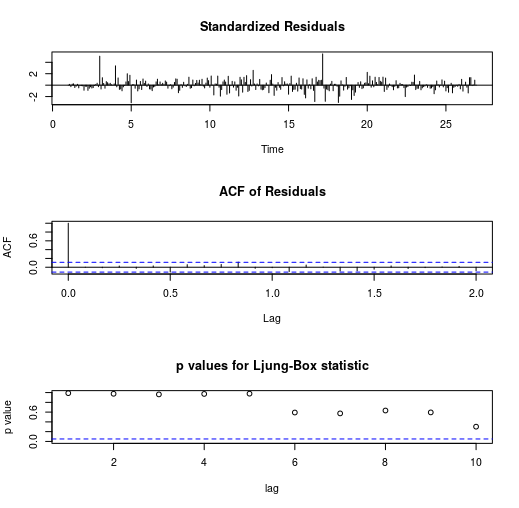 Standardized Residuals
2
-2
0
5
10
15
20
25
Time
ACF of Residuals
ACF
0.6
0.0
0.0
0.5
1.0
1.5
2.0
Lag
p values for Ljung-Box statistic
p value
0.6
0.0
2
4
6
8
10
lag